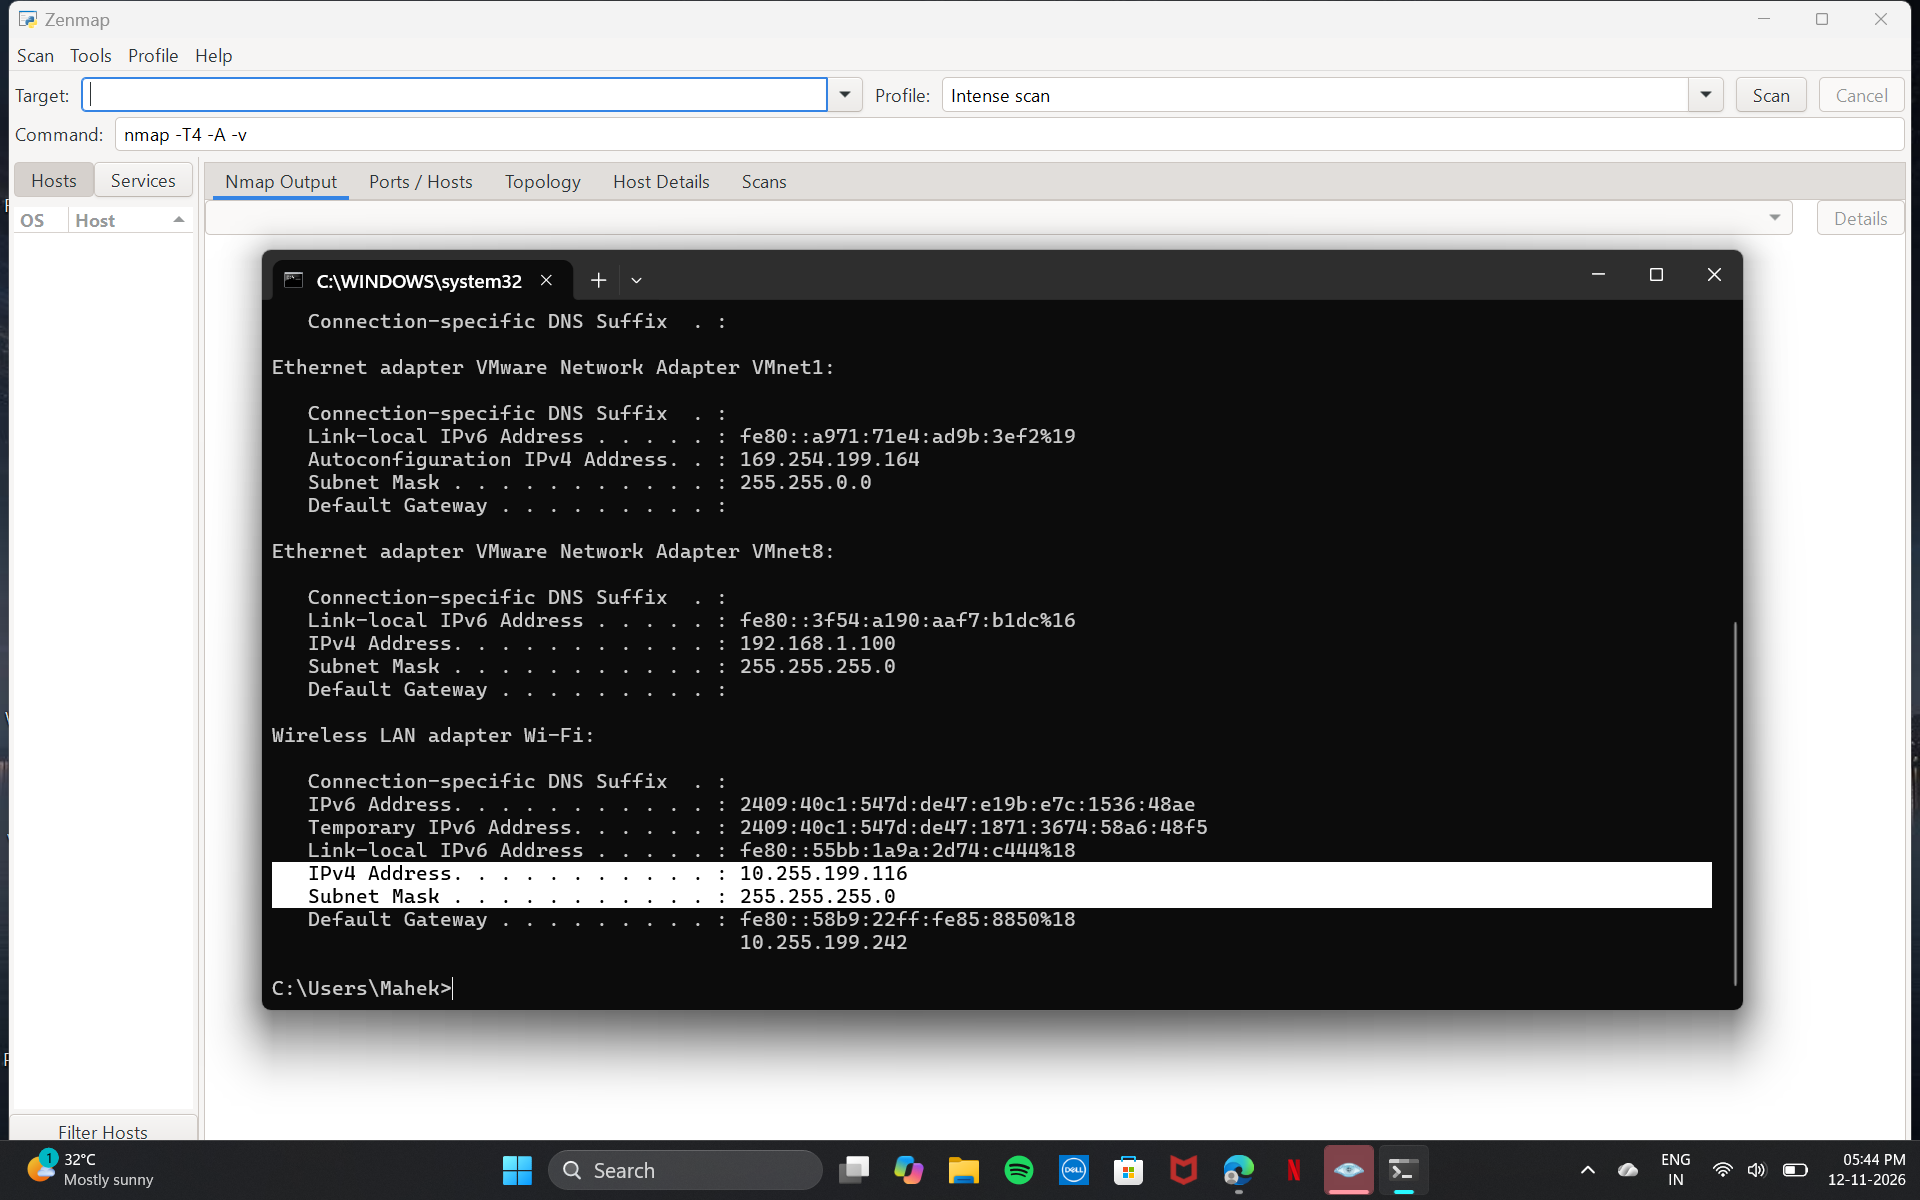 Zenmap
Scan Tools Profile Help
Target: Profile: Intense scan Scan Cancel
Command: nmap -T4 -A -v
Hosts Services Nmap Output Ports / Hosts Topology Host Details Scans
OS Host Details
C:\WINDOWS\system32
Connection-specific DNS Suffix  . :
Ethernet adapter VMware Network Adapter VMnet1:
Connection-specific DNS Suffix  . :
Link-local IPv6 Address . . . . . : fe80::a971:71e4:ad9b:3ef2%19
Autoconfiguration IPv4 Address. . : 169.254.199.164
Subnet Mask . . . . . . . . . . . : 255.255.0.0
Default Gateway . . . . . . . . . :
Ethernet adapter VMware Network Adapter VMnet8:
Connection-specific DNS Suffix  . :
Link-local IPv6 Address . . . . . : fe80::3f54:a190:aaf7:b1dc%16
IPv4 Address. . . . . . . . . . . : 192.168.1.100
Subnet Mask . . . . . . . . . . . : 255.255.255.0
Default Gateway . . . . . . . . . :
Wireless LAN adapter Wi-Fi:
Connection-specific DNS Suffix  . :
IPv6 Address. . . . . . . . . . . : 2409:40c1:547d:de47:e19b:e7c:1536:48ae
Temporary IPv6 Address. . . . . . : 2409:40c1:547d:de47:1871:3674:58a6:48f5
Link-local IPv6 Address . . . . . : fe80::55bb:1a9a:2d74:c444%18
IPv4 Address. . . . . . . . . . . : 10.255.199.116
Subnet Mask . . . . . . . . . . . : 255.255.255.0
Default Gateway . . . . . . . . . : fe80::58b9:22ff:fe85:8850%18
10.255.199.242
C:\Users\Mahek>
Filter Hosts
1 32°C
Mostly sunny
Search
DELL
N
ENG
IN
05:44 PM
12-11-2026